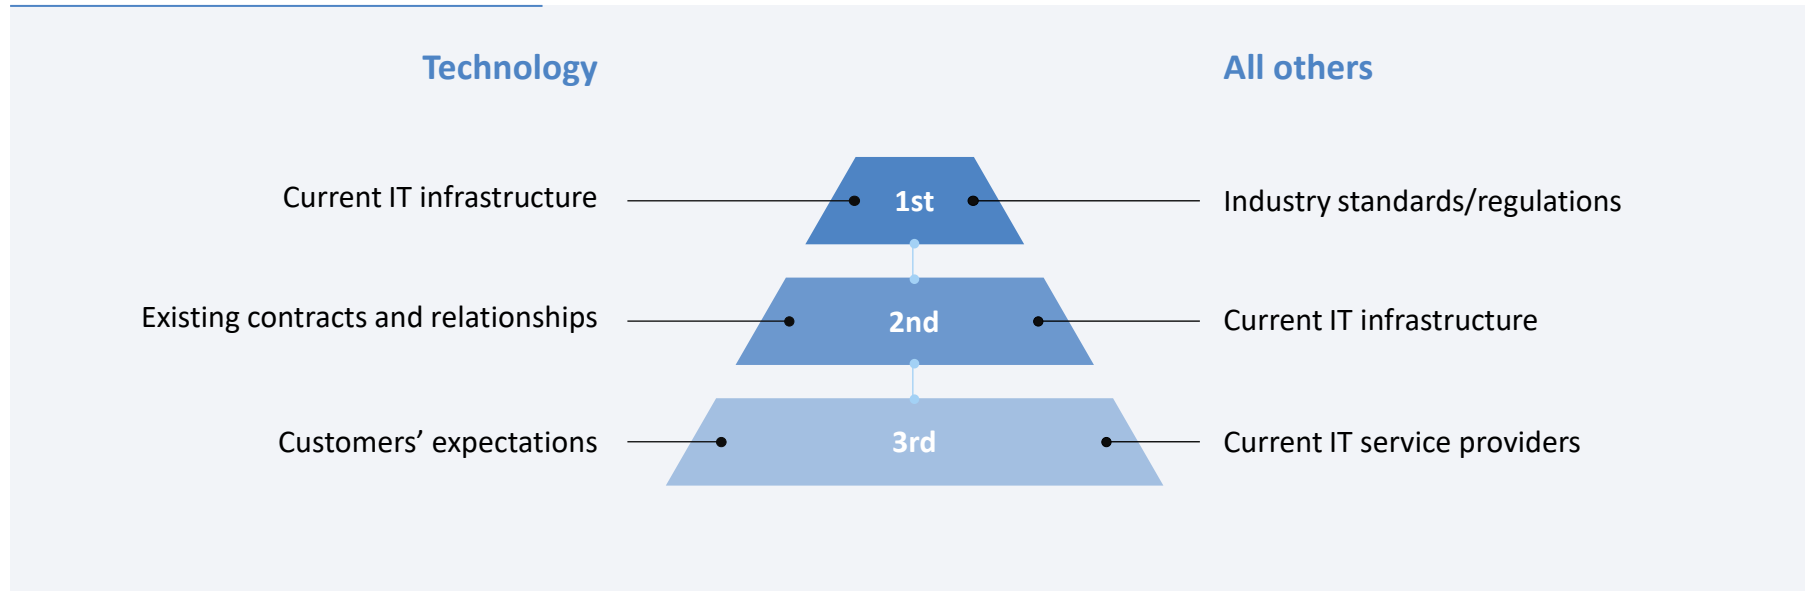 Technology
All others
Current IT infrastructure
1st
Industry standards/regulations
Existing contracts and relationships
2nd
Current IT infrastructure
Customers’ expectations
3rd
Current IT service providers